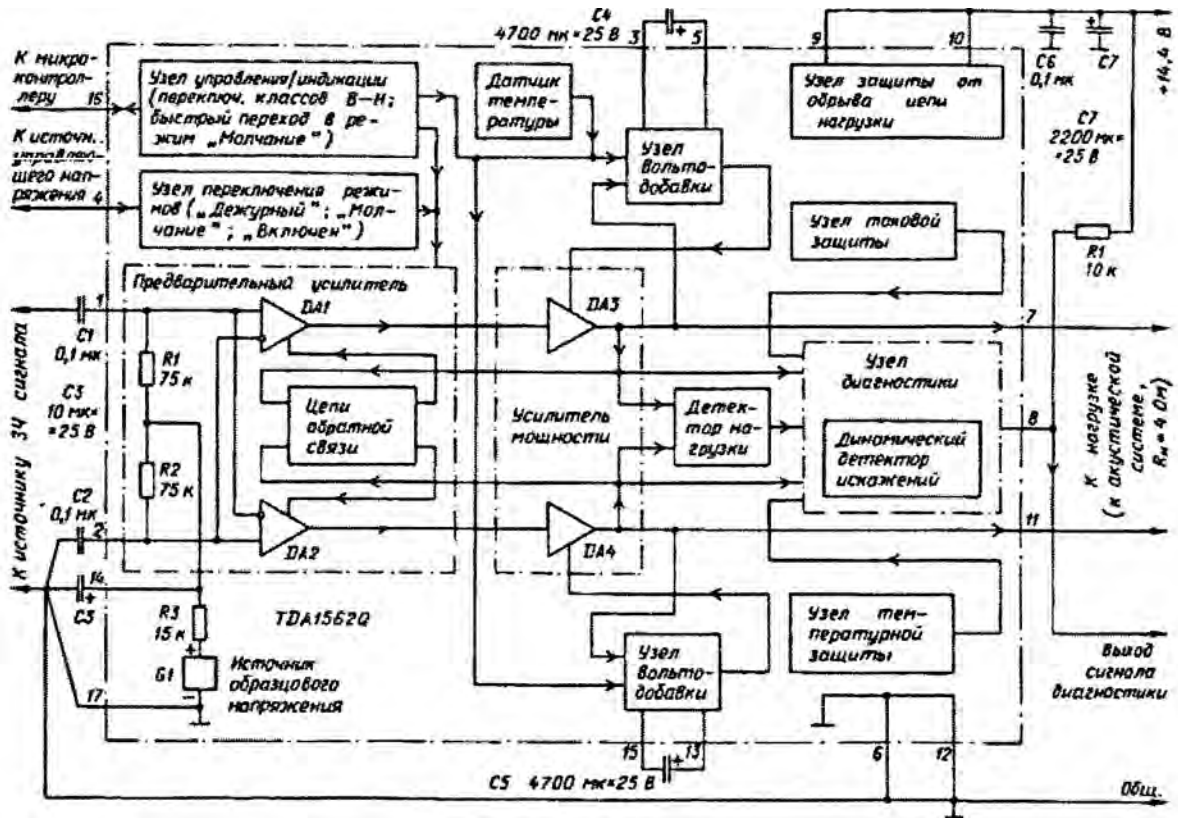 C4
4700 мк×25 В
3
5
9
10
C6
0,1 мк
C7
+14,4 В
К микро-
контрол-
леру
16
Узел управления/индикации
(переключ. классов B-H;
быстрый переход в ре-
жим „Молчание")
Датчик
темпе-
ратуры
Узел защиты от
обрыва цепи
нагрузки
C7
2200 мк×
×25 В
К источн.
управляю-
щего нап-
ряжения 4
Узел переключения режи-
мов („Дежурный"; „Мол-
чание"; „Включен")
Узел
вольто-
добавки
Узел токовой
защиты
R1
10 к
Предварительный усилитель
DA1
DA3
1
7
C1
0,1 мк
R1
75 к
C3
10 мк×
×25 В
Цепи
обратной
связи
Усилитель
мощности
Детек-
тор на-
грузки
Узел
диагностики
Динамический
детектор
искажений
8
R2
75 к
C2
0,1 мк
2
DA2
DA4
11
К источнику ЗЧ сигнала
К нагрузке
(к акустической
системе,
Rн = 4 Ом)
14
C3
R3
15 к
TDA1562Q
G1
+
−
Источник
образцового
напряжения
17
Узел
вольто-
добавки
Узел тем-
пературной
защиты
Выход
сигнала
диагностики
15
13
6
12
C5 4700 мк×25 В
Общ.